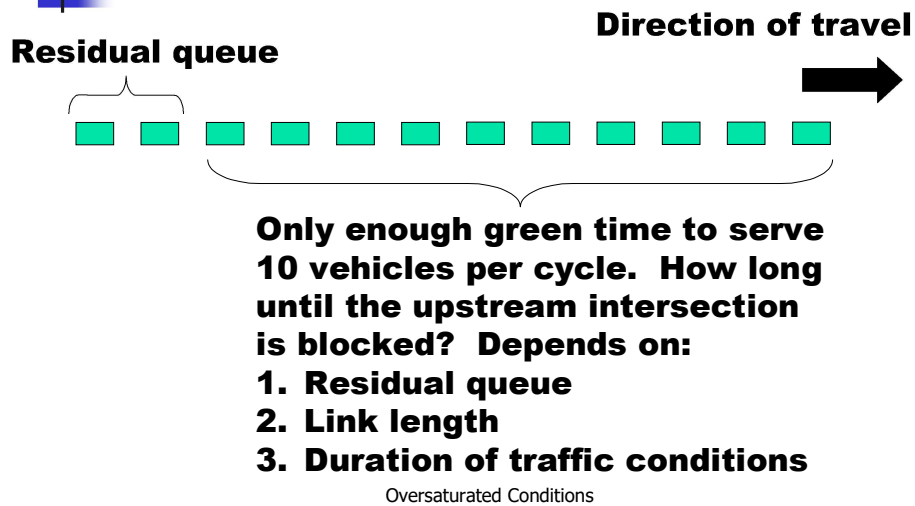 Direction of travel
Residual queue
Only enough green time to serve
10 vehicles per cycle. How long
until the upstream intersection
is blocked? Depends on:
1. Residual queue
2. Link length
3. Duration of traffic conditions
Oversaturated Conditions